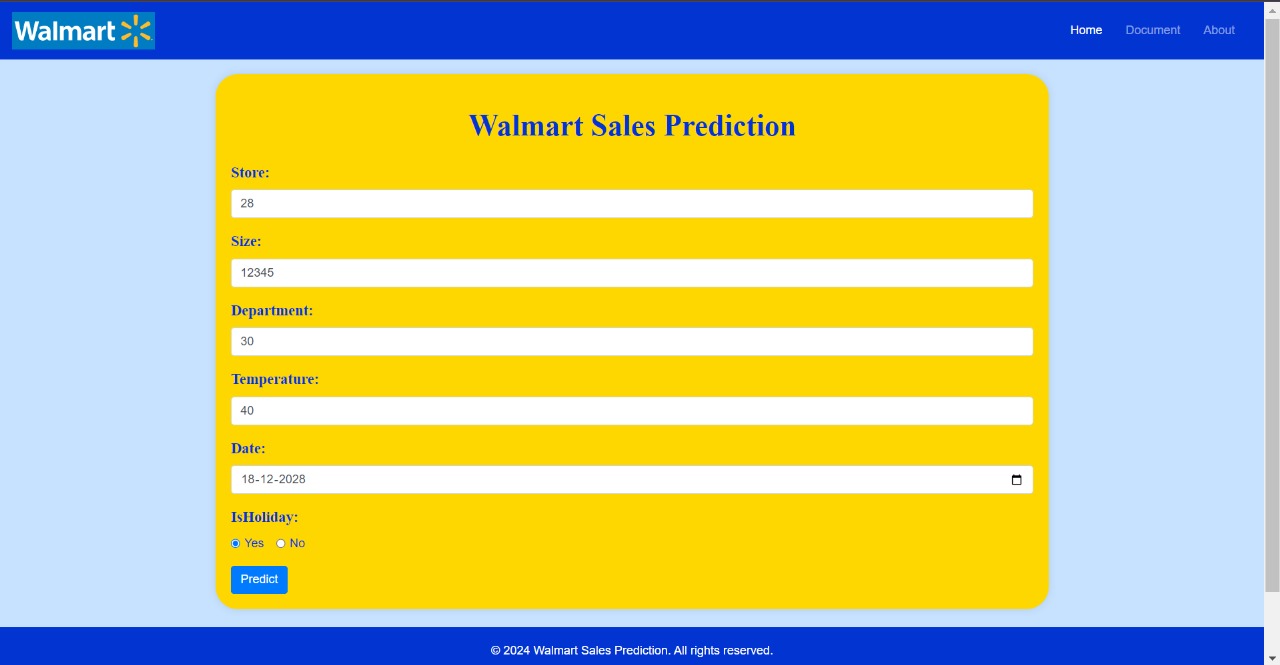 Walmart
Home Document About
Walmart Sales Prediction
Store:
28
Size:
12345
Department:
30
Temperature:
40
Date:
18-12-2028
IsHoliday:
Yes No
Predict
© 2024 Walmart Sales Prediction. All rights reserved.